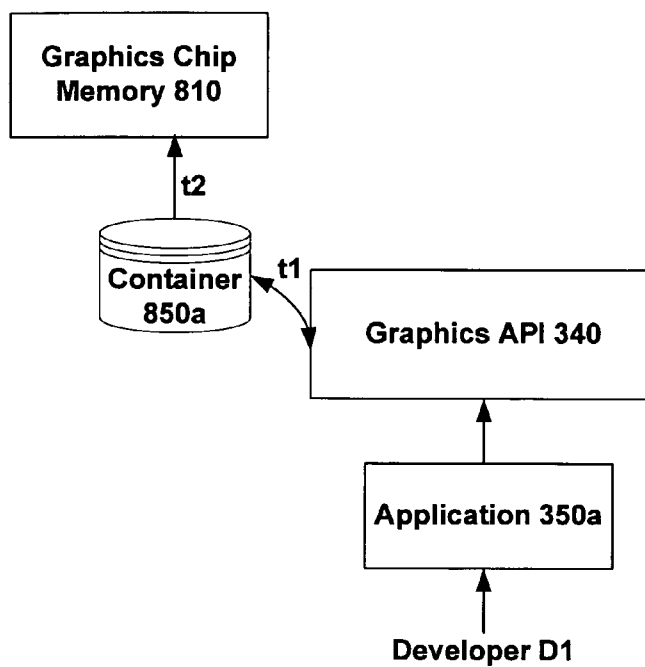 Graphics Chip
Memory 810
t2
t1
Container
850a
Graphics API 340
Application 350a
Developer D1